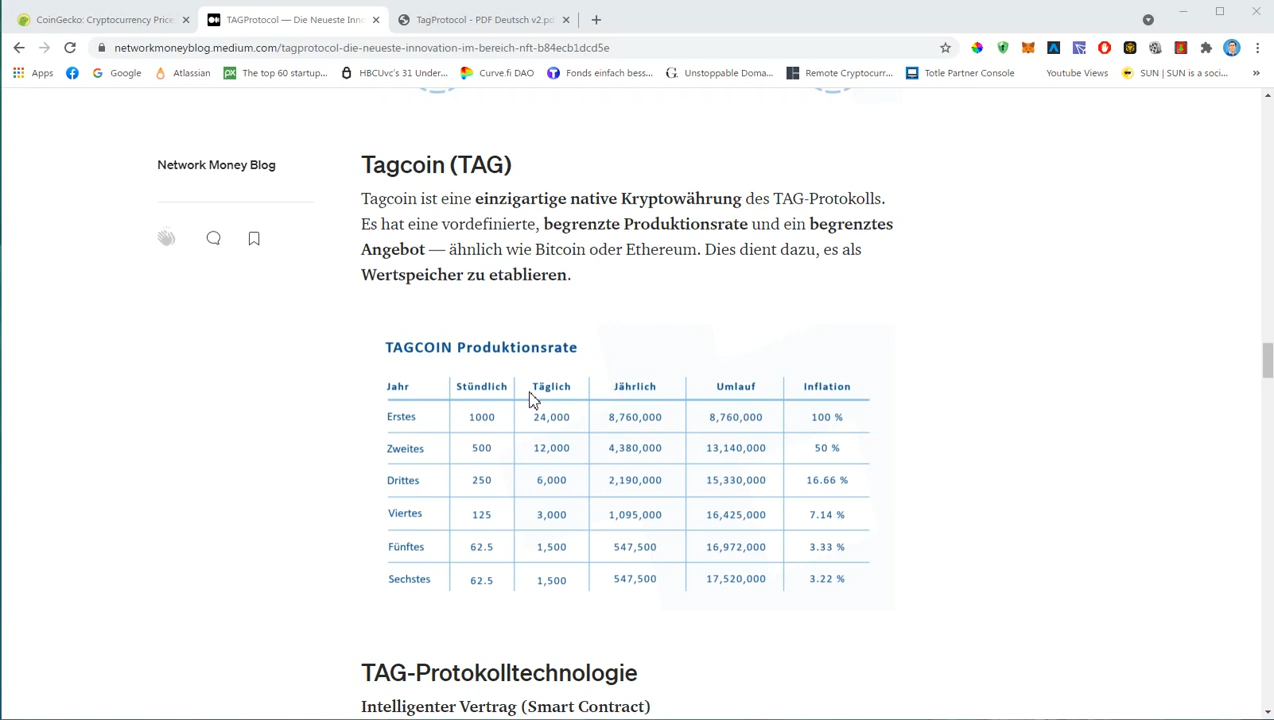 CoinGecko: Cryptocurrency Price
TAGProtocol — Die Neueste Inn
TagProtocol - PDF Deutsch v2.pd
networkmoneyblog.medium.com/tagprotocol-die-neueste-innovation-im-bereich-nft-b84ecb1dcd5e
Apps Google Atlassian The top 60 startup... HBCUvc's 31 Under... Curve.fi DAO Fonds einfach bess... Unstoppable Doma... Remote Cryptocurr... Totle Partner Console Youtube Views SUN | SUN is a soci... »
Network Money Blog
Tagcoin (TAG)
Tagcoin ist eine einzigartige native Kryptowährung des TAG-Protokolls.
Es hat eine vordefinierte, begrenzte Produktionsrate und ein begrenztes
Angebot — ähnlich wie Bitcoin oder Ethereum. Dies dient dazu, es als
Wertspeicher zu etablieren.
TAGCOIN Produktionsrate
Jahr Stündlich Täglich Jährlich Umlauf Inflation
Erstes 1000 24,000 8,760,000 8,760,000 100 %
Zweites 500 12,000 4,380,000 13,140,000 50 %
Drittes 250 6,000 2,190,000 15,330,000 16.66 %
Viertes 125 3,000 1,095,000 16,425,000 7.14 %
Fünftes 62.5 1,500 547,500 16,972,000 3.33 %
Sechstes 62.5 1,500 547,500 17,520,000 3.22 %
TAG-Protokolltechnologie
Intelligenter Vertrag (Smart Contract)